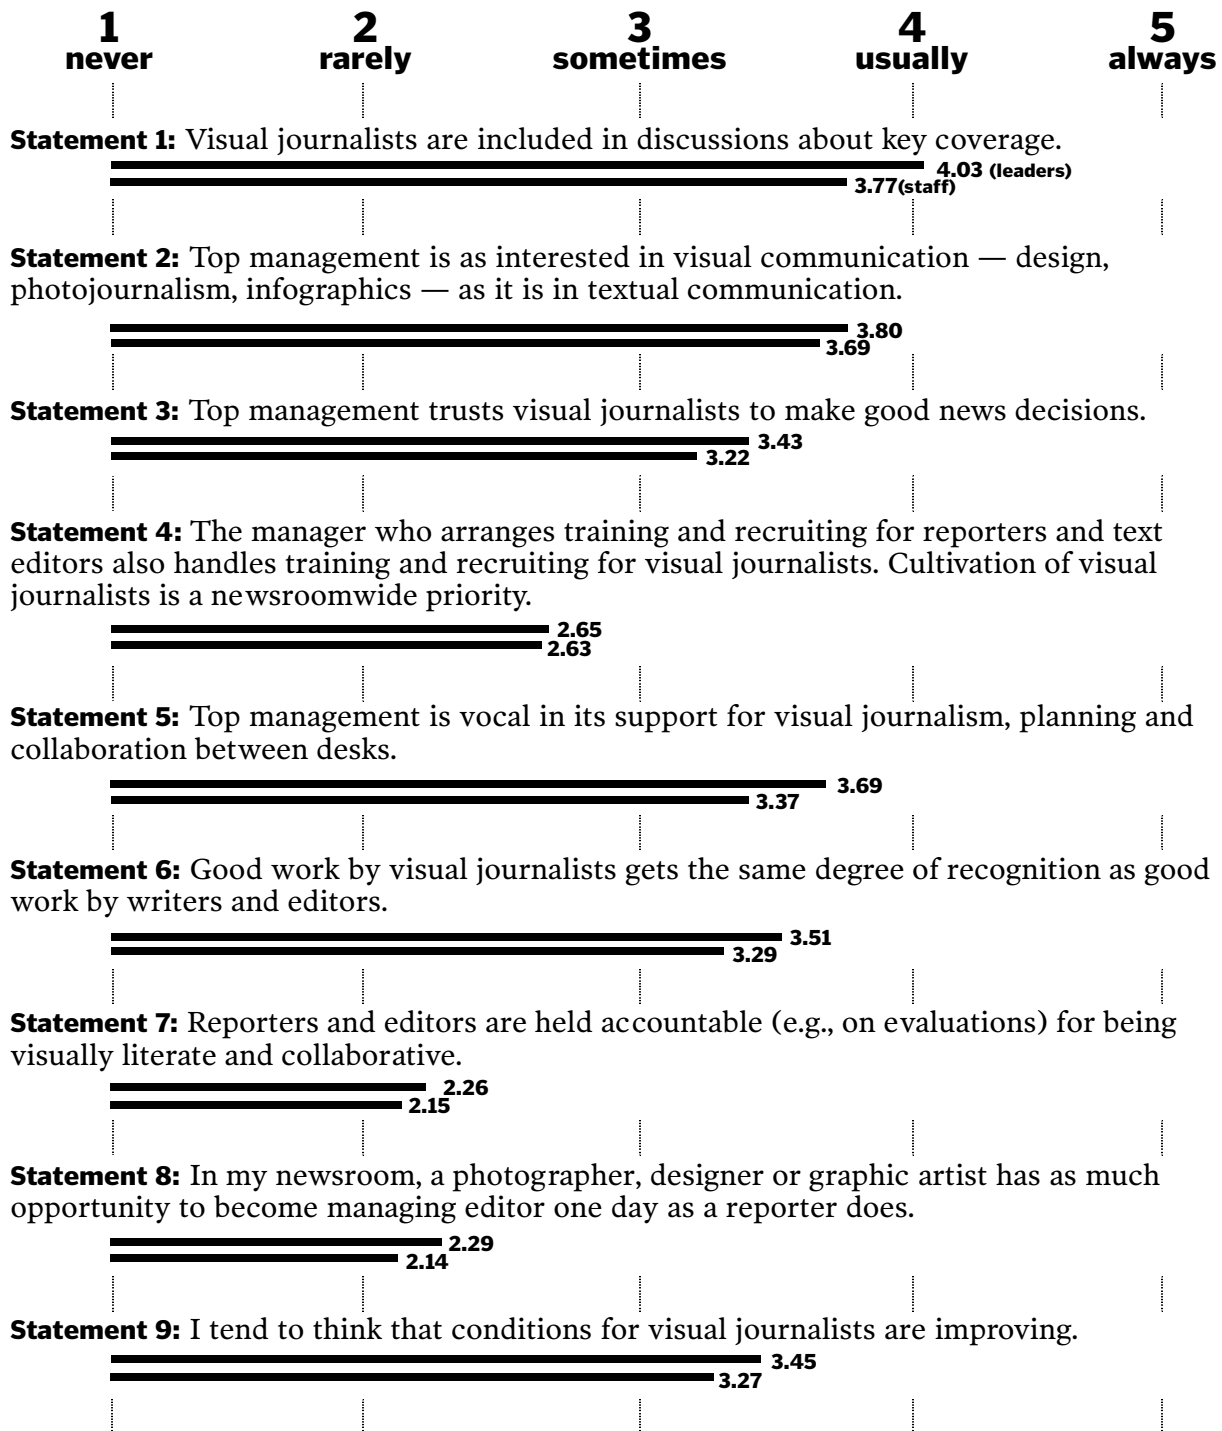 1 2 3 4 5
never rarely sometimes usually always
Statement 1: Visual journalists are included in discussions about key coverage.
4.03 (leaders)
3.77(staff)
Statement 2: Top management is as interested in visual communication — design,
photojournalism, infographics — as it is in textual communication.
3.80
3.69
Statement 3: Top management trusts visual journalists to make good news decisions.
3.43
3.22
Statement 4: The manager who arranges training and recruiting for reporters and text
editors also handles training and recruiting for visual journalists. Cultivation of visual
journalists is a newsroomwide priority.
2.65
2.63
Statement 5: Top management is vocal in its support for visual journalism, planning and
collaboration between desks.
3.69
3.37
Statement 6: Good work by visual journalists gets the same degree of recognition as good
work by writers and editors.
3.51
3.29
Statement 7: Reporters and editors are held accountable (e.g., on evaluations) for being
visually literate and collaborative.
2.26
2.15
Statement 8: In my newsroom, a photographer, designer or graphic artist has as much
opportunity to become managing editor one day as a reporter does.
2.29
2.14
Statement 9: I tend to think that conditions for visual journalists are improving.
3.45
3.27